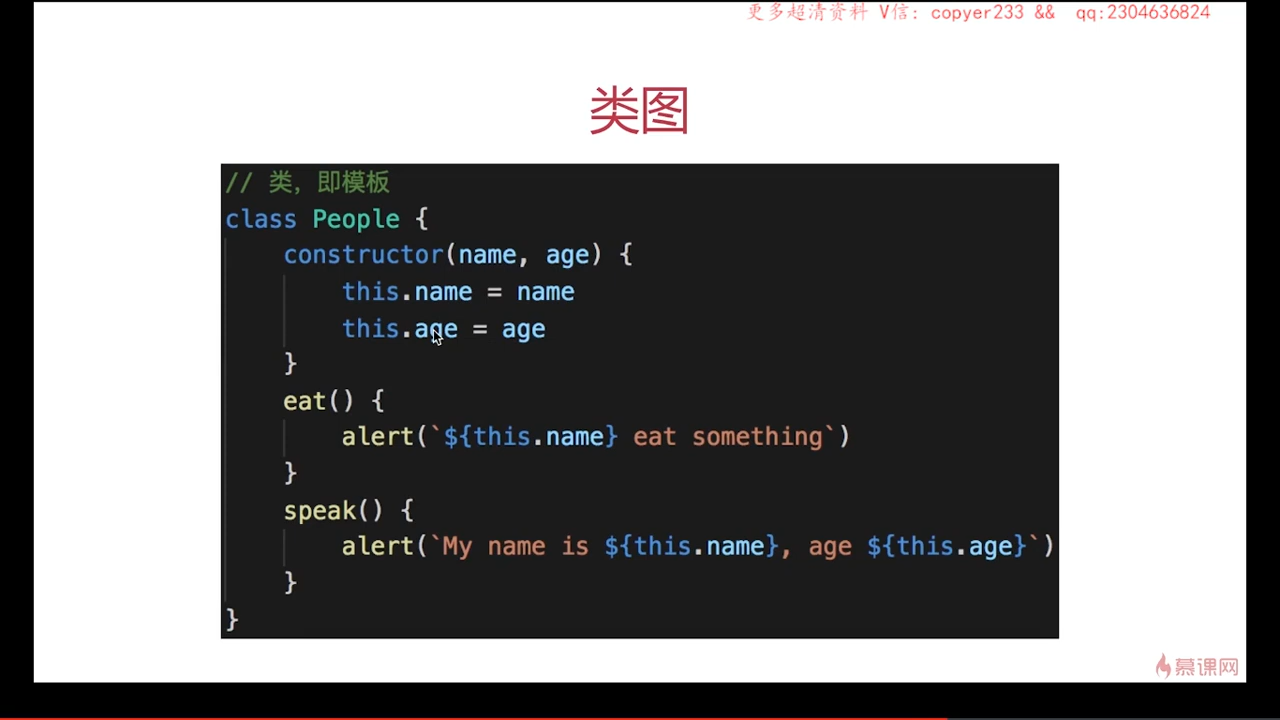 更多超清资料 V信: copyer233 && qq:2304636824
类图
// 类，即模板
class People {
    constructor(name, age) {
        this.name = name
        this.age = age
    }
    eat() {
        alert(`${this.name} eat something`)
    }
    speak() {
        alert(`My name is ${this.name}, age ${this.age}`)
    }
}
慕课网